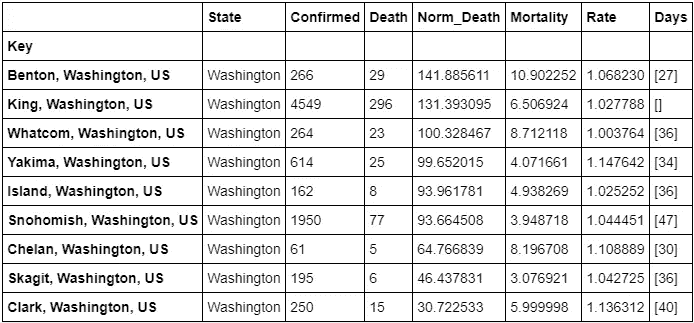 State Confirmed Death Norm_Death Mortality Rate Days
Key
Benton, Washington, US Washington 266 29 141.885611 10.902252 1.068230 [27]
King, Washington, US Washington 4549 296 131.393095 6.506924 1.027788 []
Whatcom, Washington, US Washington 264 23 100.328467 8.712118 1.003764 [36]
Yakima, Washington, US Washington 614 25 99.652015 4.071661 1.147642 [34]
Island, Washington, US Washington 162 8 93.961781 4.938269 1.025252 [36]
Snohomish, Washington, US Washington 1950 77 93.664508 3.948718 1.044451 [47]
Chelan, Washington, US Washington 61 5 64.766839 8.196708 1.108889 [30]
Skagit, Washington, US Washington 195 6 46.437831 3.076921 1.042725 [36]
Clark, Washington, US Washington 250 15 30.722533 5.999998 1.136312 [40]